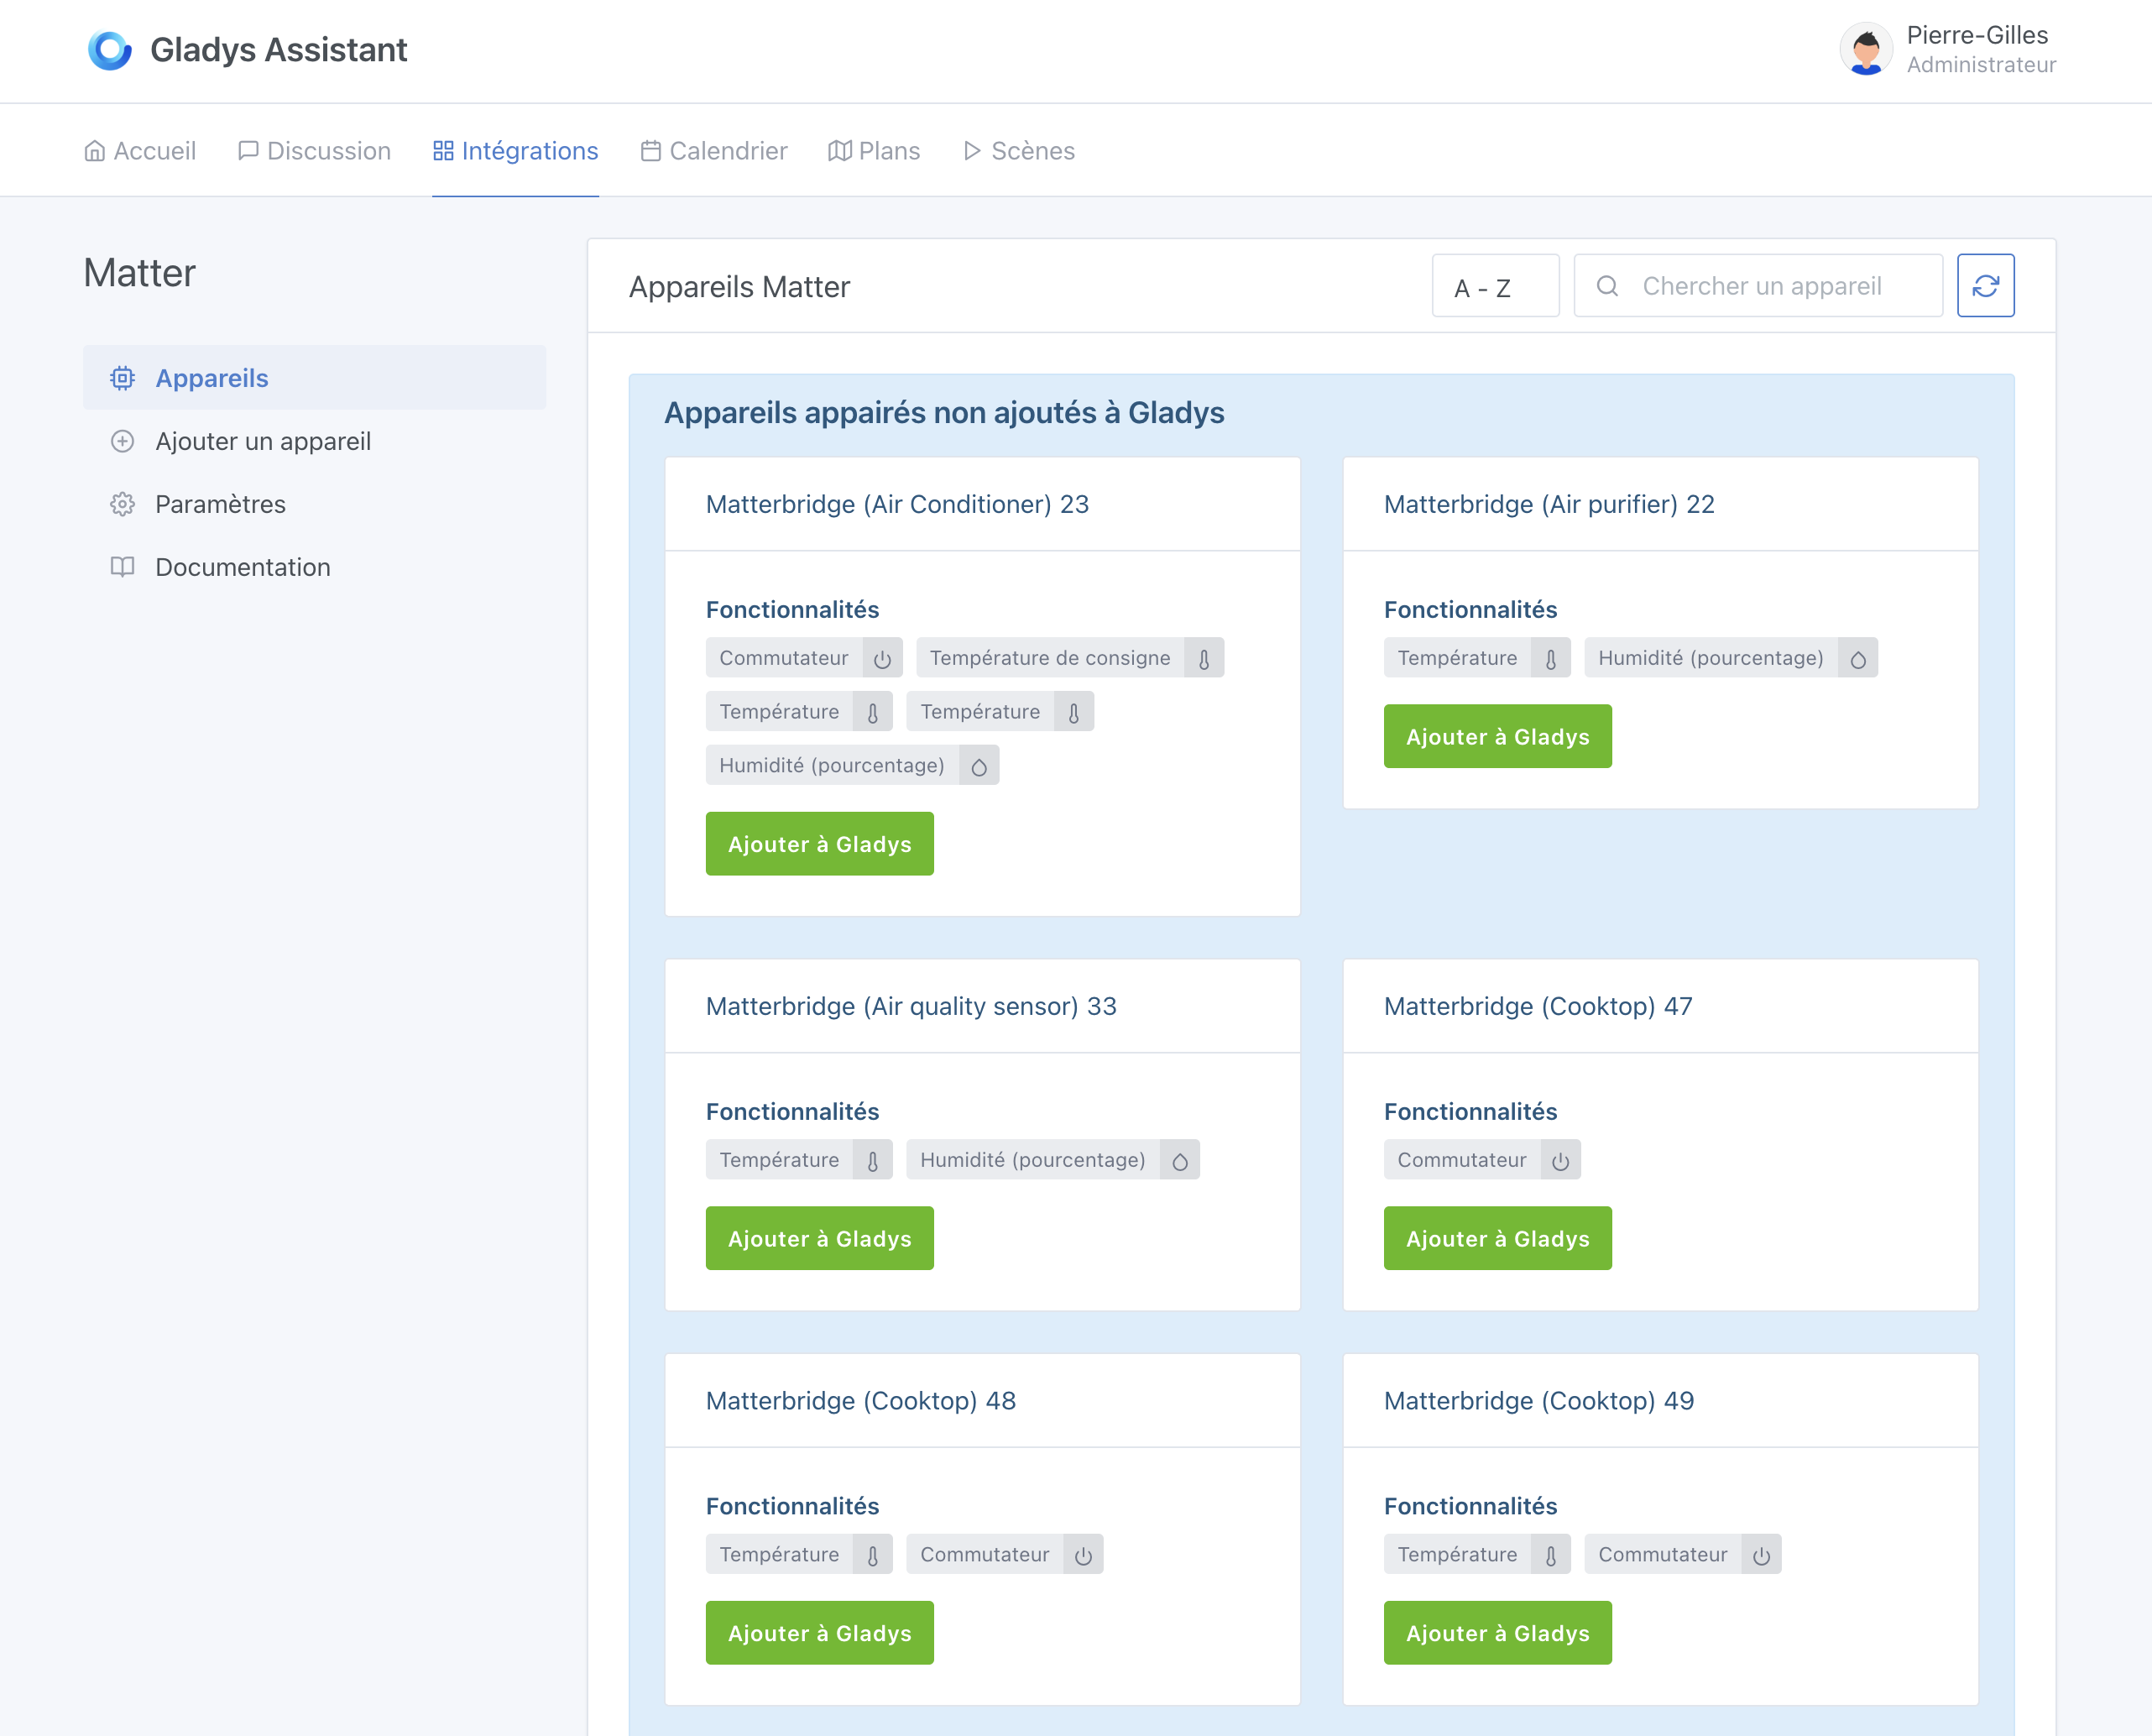 Gladys Assistant
Pierre-Gilles
Administrateur
Accueil Discussion Intégrations Calendrier Plans Scènes
Matter
Appareils
Ajouter un appareil
Paramètres
Documentation
Appareils Matter
A - Z
Chercher un appareil
Appareils appairés non ajoutés à Gladys
Matterbridge (Air Conditioner) 23
Fonctionnalités
Commutateur Température de consigne
Température Température
Humidité (pourcentage)
Ajouter à Gladys
Matterbridge (Air purifier) 22
Fonctionnalités
Température Humidité (pourcentage)
Ajouter à Gladys
Matterbridge (Air quality sensor) 33
Fonctionnalités
Température Humidité (pourcentage)
Ajouter à Gladys
Matterbridge (Cooktop) 47
Fonctionnalités
Commutateur
Ajouter à Gladys
Matterbridge (Cooktop) 48
Fonctionnalités
Température Commutateur
Ajouter à Gladys
Matterbridge (Cooktop) 49
Fonctionnalités
Température Commutateur
Ajouter à Gladys